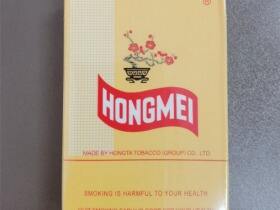 ®
HONGMEI
MADE BY HONGTA TOBACCO (GROUP) CO., LTD.
SMOKING IS HARMFUL TO YOUR HEALTH